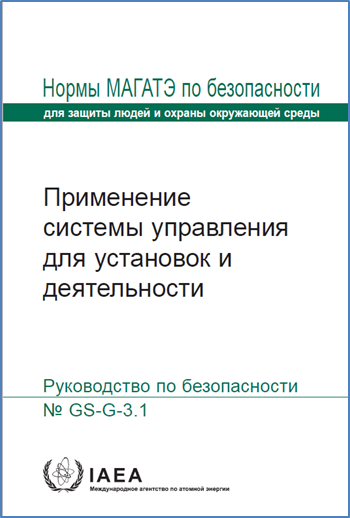 Нормы МАГАТЭ по безопасности
для защиты людей и охраны окружающей среды
Применение
системы управления
для установок и
деятельности
Руководство по безопасности
№ GS-G-3.1
IAEA
Международное агентство по атомной энергии